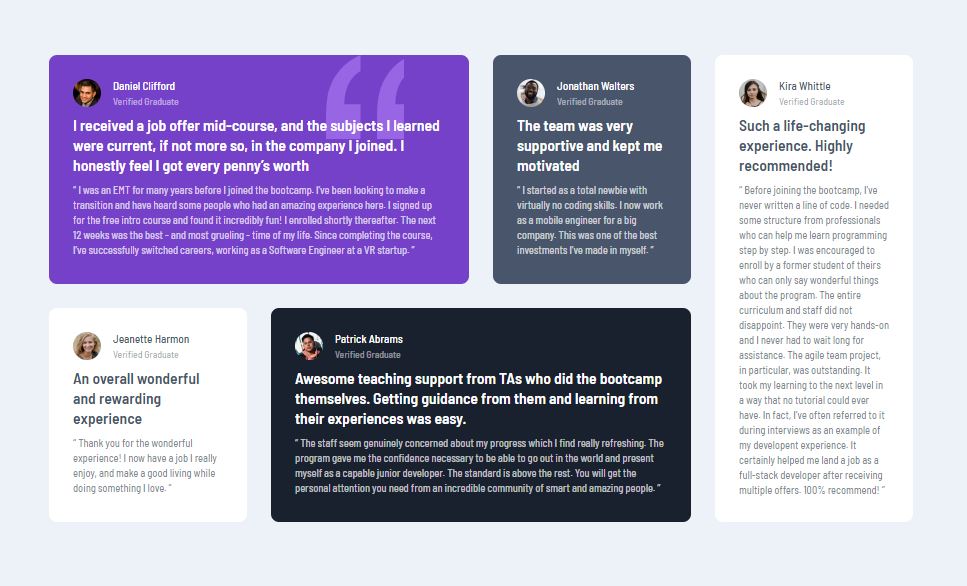 Daniel Clifford
Verified Graduate
I received a job offer mid-course, and the subjects I learned
were current, if not more so, in the company I joined. I
honestly feel I got every penny’s worth
“ I was an EMT for many years before I joined the bootcamp. I’ve been looking to make a
transition and have heard some people who had an amazing experience here. I signed up
for the free intro course and found it incredibly fun! I enrolled shortly thereafter. The next
12 weeks was the best - and most grueling - time of my life. Since completing the course,
I’ve successfully switched careers, working as a Software Engineer at a VR startup. ”
Jonathan Walters
Verified Graduate
The team was very
supportive and kept me
motivated
“ I started as a total newbie with
virtually no coding skills. I now work
as a mobile engineer for a big
company. This was one of the best
investments I’ve made in myself. ”
Kira Whittle
Verified Graduate
Such a life-changing
experience. Highly
recommended!
“ Before joining the bootcamp, I’ve
never written a line of code. I needed
some structure from professionals
who can help me learn programming
step by step. I was encouraged to
enroll by a former student of theirs
who can only say wonderful things
about the program. The entire
curriculum and staff did not
disappoint. They were very hands-on
and I never had to wait long for
assistance. The agile team project,
in particular, was outstanding. It
took my learning to the next level in
a way that no tutorial could ever
have. In fact, I’ve often referred to it
during interviews as an example of
my developent experience. It
certainly helped me land a job as a
full-stack developer after receiving
multiple offers. 100% recommend! ”
Jeanette Harmon
Verified Graduate
An overall wonderful
and rewarding
experience
“ Thank you for the wonderful
experience! I now have a job I really
enjoy, and make a good living while
doing something I love. ”
Patrick Abrams
Verified Graduate
Awesome teaching support from TAs who did the bootcamp
themselves. Getting guidance from them and learning from
their experiences was easy.
“ The staff seem genuinely concerned about my progress which I find really refreshing. The
program gave me the confidence necessary to be able to go out in the world and present
myself as a capable junior developer. The standard is above the rest. You will get the
personal attention you need from an incredible community of smart and amazing people. ”